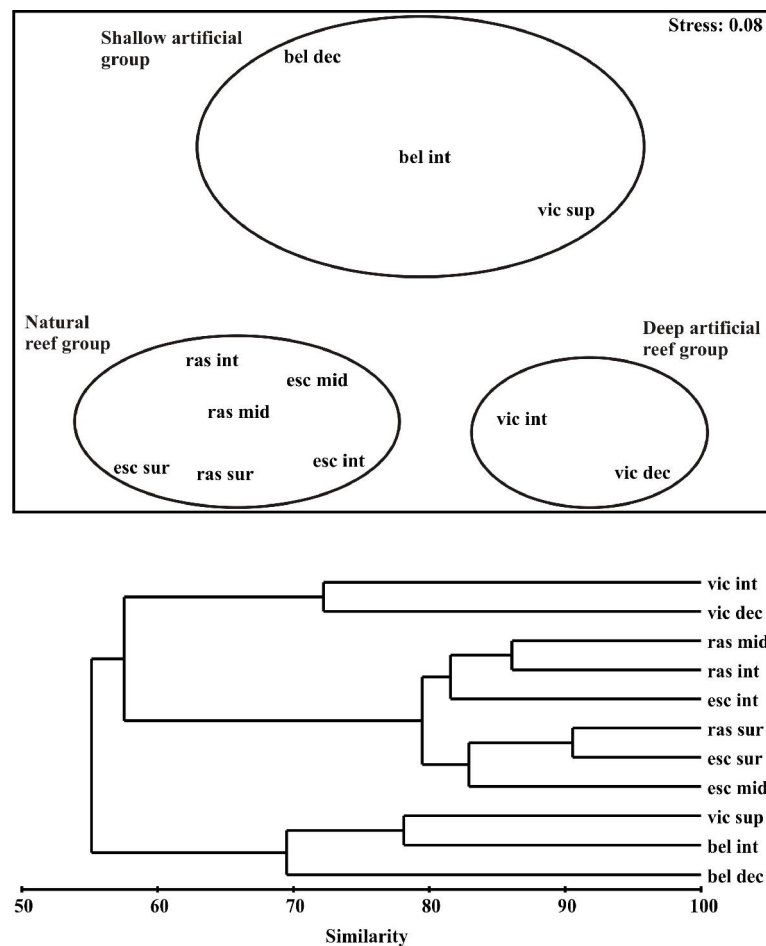 Shallow artificial
group
Stress: 0.08
bel dec
bel int
vic sup
Natural
reef group
Deep artificial
reef group
ras int
esc mid
ras mid
esc sur
ras sur
esc int
vic int
vic dec
vic int
vic dec
ras mid
ras int
esc int
ras sur
esc sur
esc mid
vic sup
bel int
bel dec
50 60 70 80 90 100
Similarity